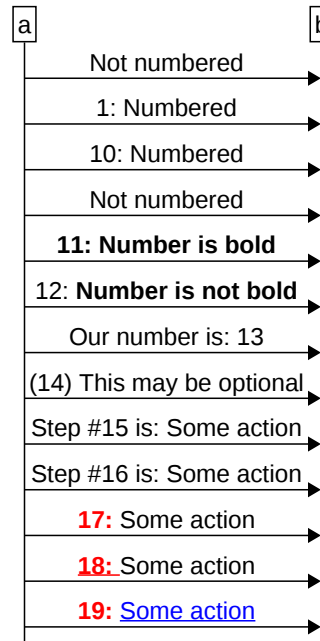 a b
Not numbered
1: Numbered
10: Numbered
Not numbered
11: Number is bold
12: Number is not bold
Our number is: 13
(14) This may be optional
Step #15 is: Some action
Step #16 is: Some action
17: Some action
18: Some action
19: Some action